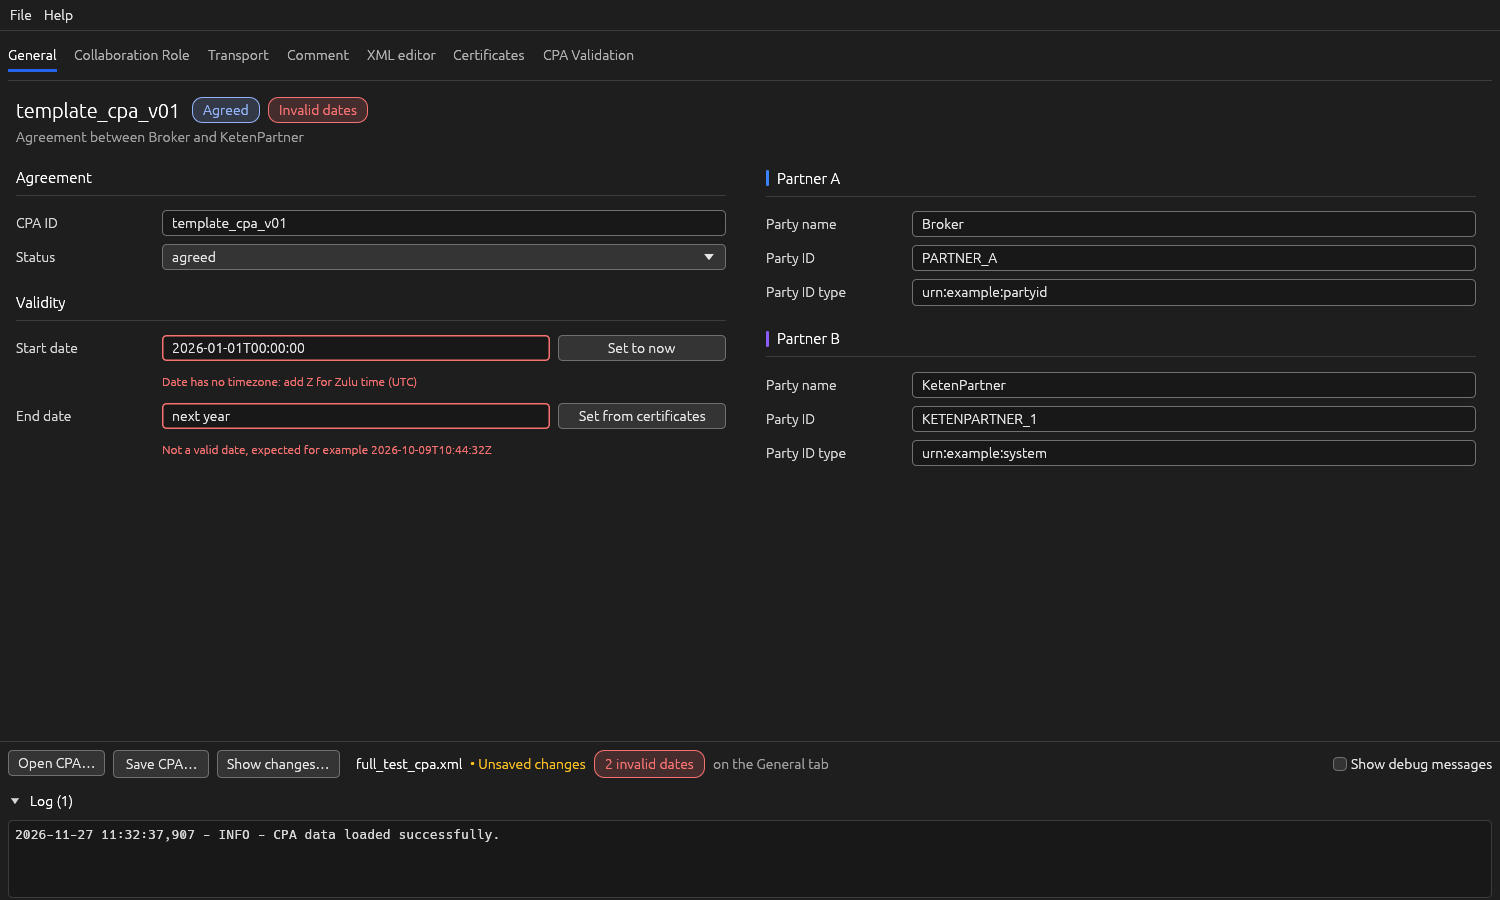 File Help
General Collaboration Role Transport Comment XML editor Certificates CPA Validation
template_cpa_v01 Agreed Invalid dates
Agreement between Broker and KetenPartner
Agreement
CPA ID template_cpa_v01
Status agreed
Validity
Start date 2026-01-01T00:00:00 Set to now
Date has no timezone: add Z for Zulu time (UTC)
End date next year Set from certificates
Not a valid date, expected for example 2026-10-09T10:44:32Z
Partner A
Party name Broker
Party ID PARTNER_A
Party ID type urn:example:partyid
Partner B
Party name KetenPartner
Party ID KETENPARTNER_1
Party ID type urn:example:system
Open CPA... Save CPA... Show changes... full_test_cpa.xml • Unsaved changes 2 invalid dates on the General tab Show debug messages
Log (1)
2026-11-27 11:32:37,907 - INFO - CPA data loaded successfully.